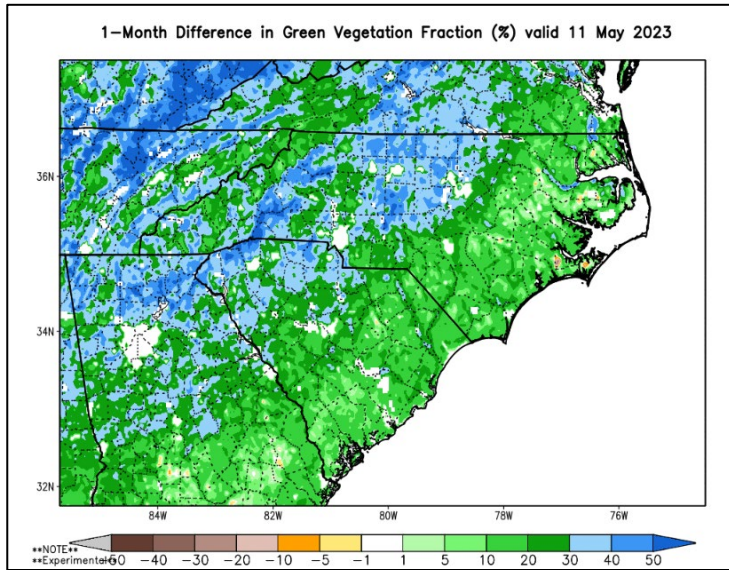 1-Month Difference in Green Vegetation Fraction (%) valid 11 May 2023
36N
34N
32N
84W 82W 80W 78W 76W
**NOTE**
**Experimental** -50 -40 -30 -20 -10 -5 -1 1 5 10 20 30 40 50